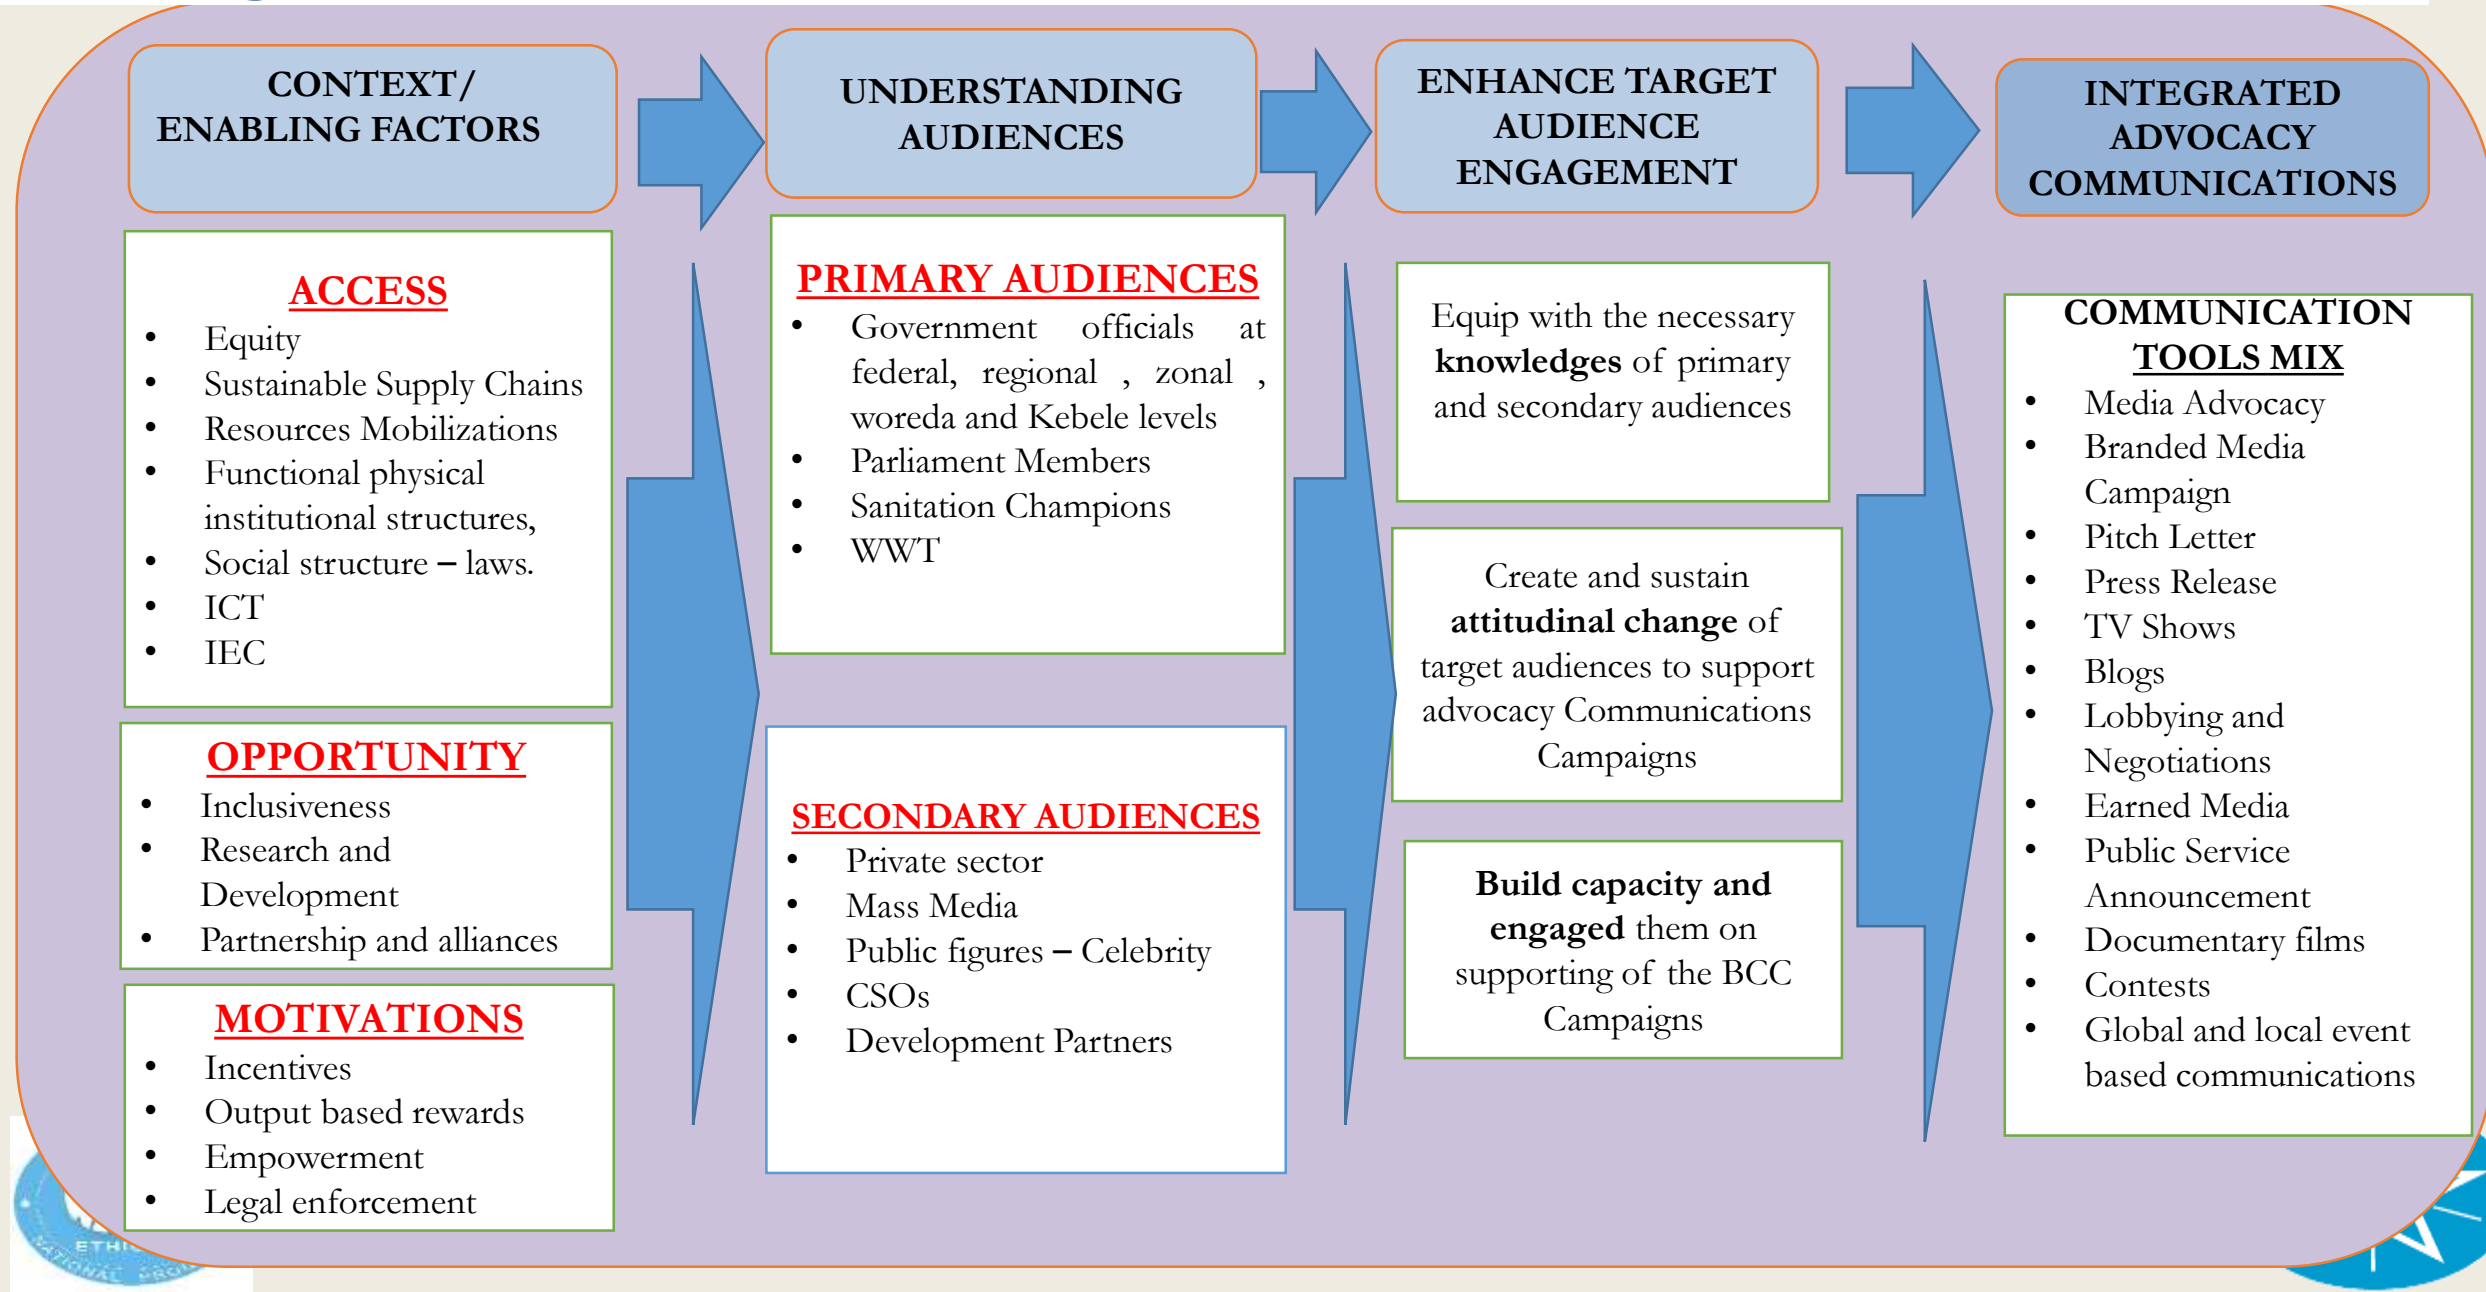 CONTEXT/
ENABLING FACTORS
UNDERSTANDING
AUDIENCES
ENHANCE TARGET
AUDIENCE
ENGAGEMENT
INTEGRATED
ADVOCACY
COMMUNICATIONS
ACCESS
• Equity
• Sustainable Supply Chains
• Resources Mobilizations
• Functional physical
institutional structures,
• Social structure – laws.
• ICT
• IEC
OPPORTUNITY
• Inclusiveness
• Research and
Development
• Partnership and alliances
MOTIVATIONS
• Incentives
• Output based rewards
• Empowerment
• Legal enforcement
PRIMARY AUDIENCES
• Government officials at
federal, regional , zonal ,
woreda and Kebele levels
• Parliament Members
• Sanitation Champions
• WWT
SECONDARY AUDIENCES
• Private sector
• Mass Media
• Public figures – Celebrity
• CSOs
• Development Partners
Equip with the necessary
knowledges of primary
and secondary audiences
Create and sustain
attitudinal change of
target audiences to support
advocacy Communications
Campaigns
Build capacity and
engaged them on
supporting of the BCC
Campaigns
COMMUNICATION
TOOLS MIX
• Media Advocacy
• Branded Media
Campaign
• Pitch Letter
• Press Release
• TV Shows
• Blogs
• Lobbying and
Negotiations
• Earned Media
• Public Service
Announcement
• Documentary films
• Contests
• Global and local event
based communications